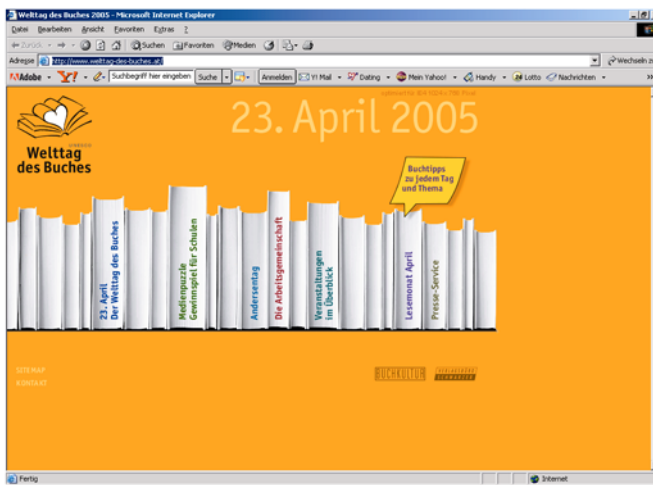 Welttag des Buches 2005 - Microsoft Internet Explorer
Datei Bearbeiten Ansicht Favoriten Extras ?
Zurück Suchen Favoriten Medien
Adresse http://www.welttag-des-buches.at/ Wechseln zu
Adobe Y! Suchbegriff hier eingeben Suche Anmelden Y! Mail Dating Mein Yahoo! Handy Lotto Nachrichten
23. April 2005
Welttag
des Buches
Buchtipps
zu jedem Tag
und Thema
23. April
Der Welttag des Buches
Medienpuzzle
Gewinnspiel für Schulen
Andersentag
Die Arbeitsgemeinschaft
Veranstaltungen
im Überblick
Lesemonat April
Presse-Service
SITEMAP
KONTAKT
BUCHKULTUR
Fertig Internet